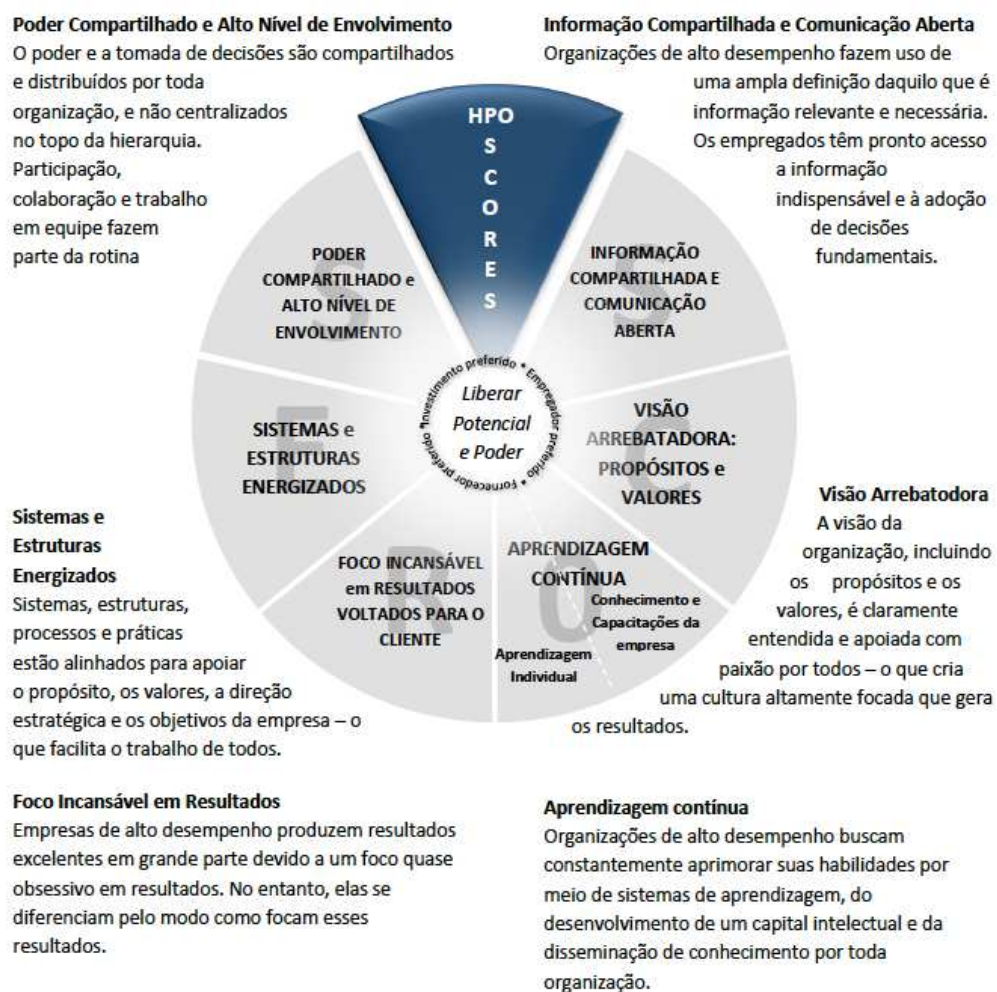 Poder Compartilhado e Alto Nível de Envolvimento
O poder e a tomada de decisões são compartilhados
e distribuídos por toda
organização, e não centralizados
no topo da hierarquia.
Participação,
colaboração e trabalho
em equipe fazem
parte da rotina
Informação Compartilhada e Comunicação Aberta
Organizações de alto desempenho fazem uso de
uma ampla definição daquilo que é
informação relevante e necessária.
Os empregados têm pronto acesso
a informação
indispensável e à adoção
de decisões
fundamentais.
HPO
S
C
O
R
E
S
S
PODER
COMPARTILHADO e
ALTO NÍVEL DE
ENVOLVIMENTO
S
INFORMAÇÃO
COMPARTILHADA E
COMUNICAÇÃO
ABERTA
E
SISTEMAS e
ESTRUTURAS
ENERGIZADOS
Investimento preferido * Empregador preferido * Fornecedor preferido *
Liberar
Potencial
e Poder
C
VISÃO
ARREBATADORA:
PROPÓSITOS e
VALORES
R
FOCO INCANSÁVEL
em RESULTADOS
VOLTADOS PARA O
CLIENTE
O
APRENDIZAGEM
CONTÍNUA
Conhecimento e
Capacitações da
empresa
Aprendizagem
Individual
Sistemas e
Estruturas
Energizados
Sistemas, estruturas,
processos e práticas
estão alinhados para apoiar
o propósito, os valores, a direção
estratégica e os objetivos da empresa – o
que facilita o trabalho de todos.
Visão Arrebatodora
A visão da
organização, incluindo
os propósitos e os
valores, é claramente
entendida e apoiada com
paixão por todos – o que cria
uma cultura altamente focada que gera
os resultados.
Foco Incansável em Resultados
Empresas de alto desempenho produzem resultados
excelentes em grande parte devido a um foco quase
obsessivo em resultados. No entanto, elas se
diferenciam pelo modo como focam esses
resultados.
Aprendizagem contínua
Organizações de alto desempenho buscam
constantemente aprimorar suas habilidades por
meio de sistemas de aprendizagem, do
desenvolvimento de um capital intelectual e da
disseminação de conhecimento por toda
organização.